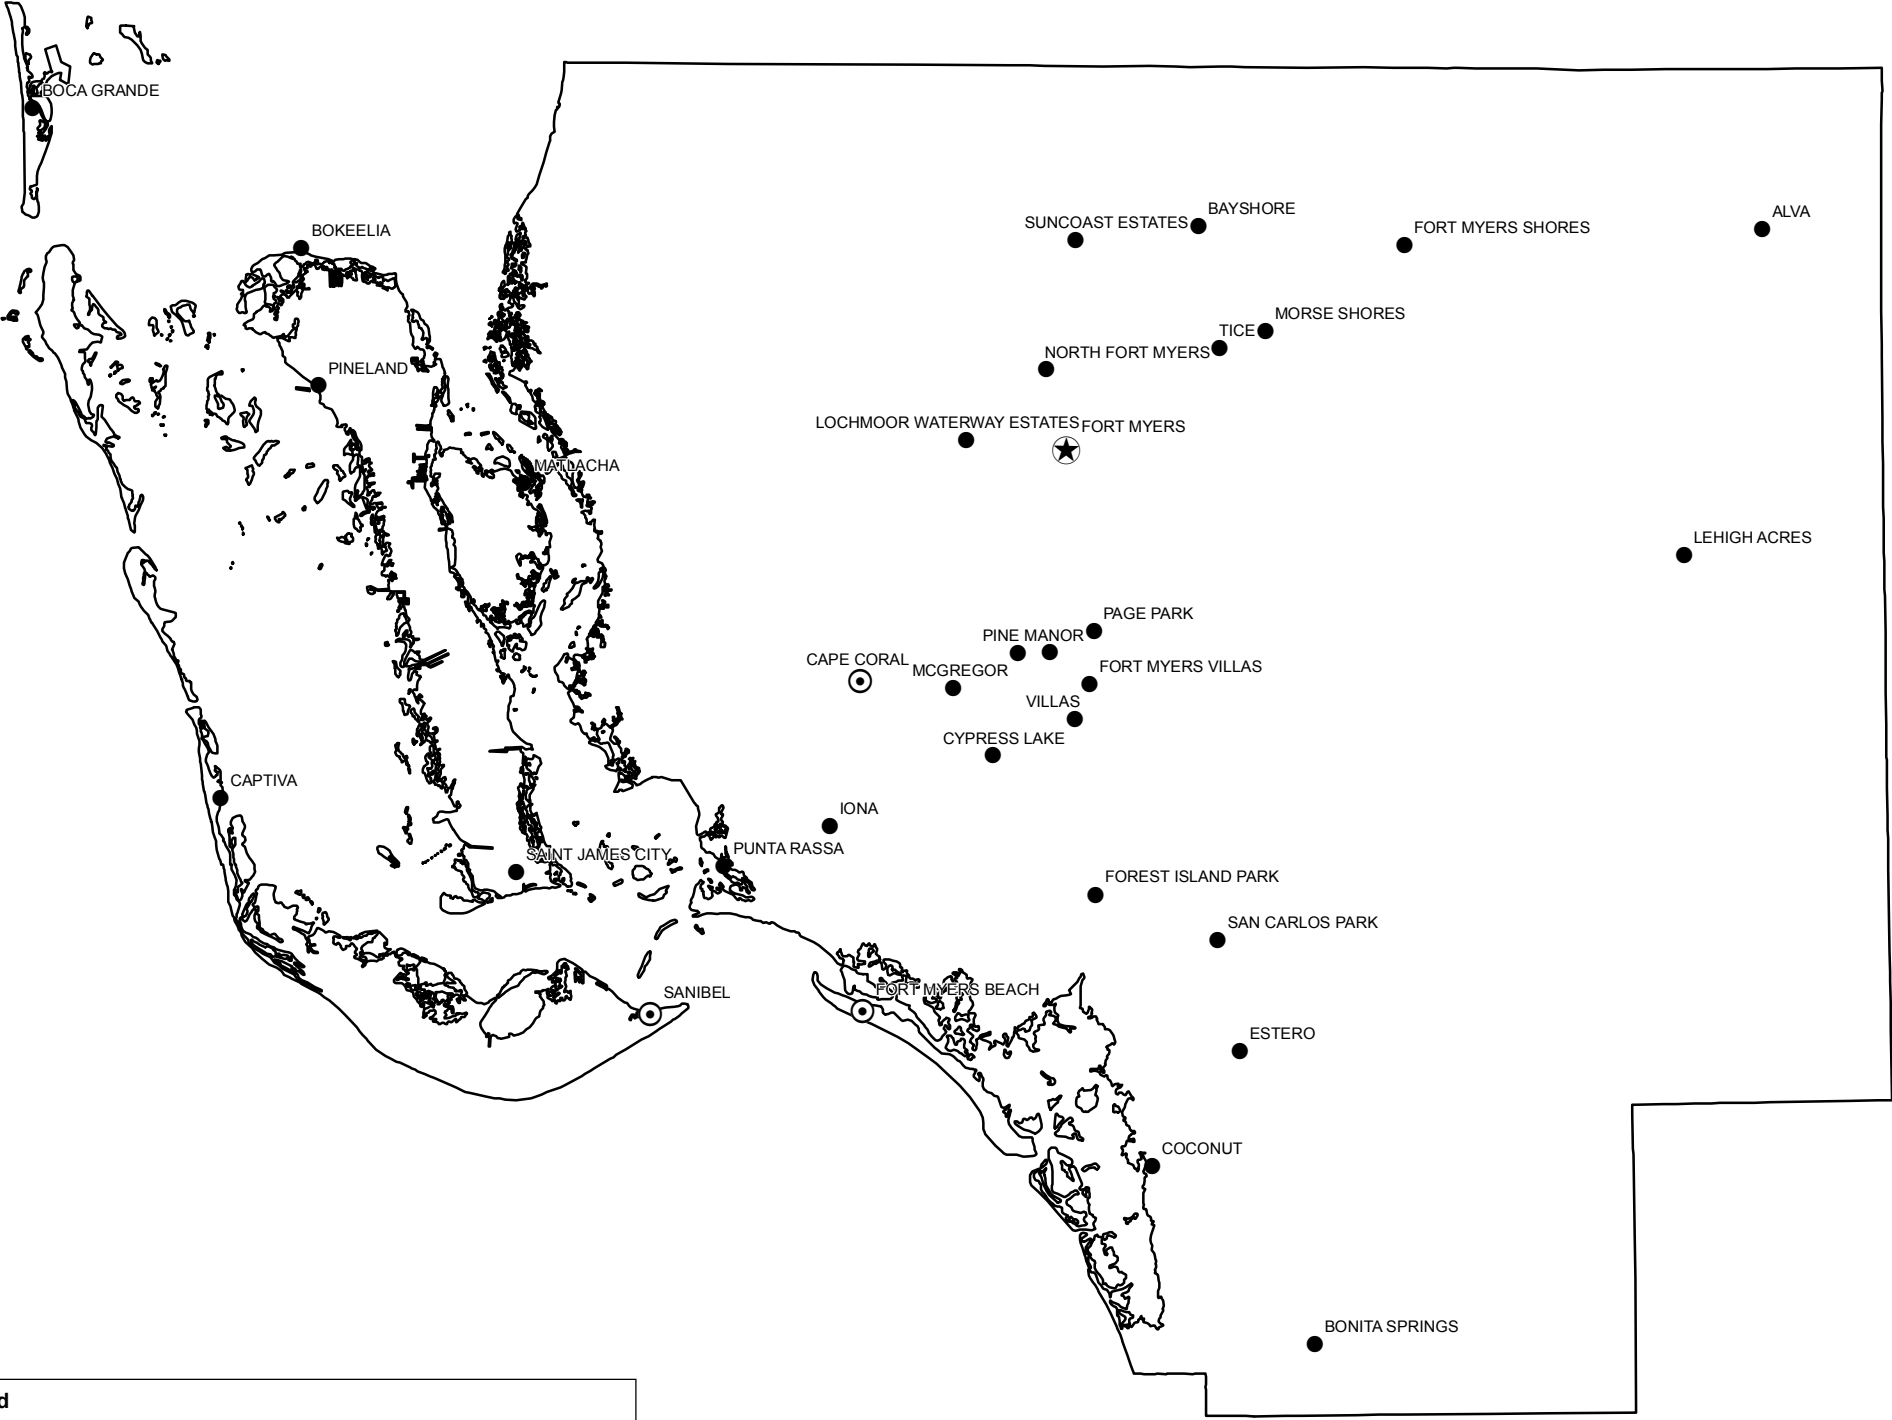 BOCA GRANDE
BAYSHORE
ALVA
SUNCOAST ESTATES
FORT MYERS SHORES
BOKEELIA
MORSE SHORES
TICE
NORTH FORT MYERS
PINELAND
LOCHMOOR WATERWAY ESTATES
FORT MYERS
MATLACHA
LEHIGH ACRES
PAGE PARK
PINE MANOR
CAPE CORAL
MCGREGOR
FORT MYERS VILLAS
VILLAS
CYPRESS LAKE
CAPTIVA
IONA
PUNTA RASSA
SAINT JAMES CITY
FOREST ISLAND PARK
SAN CARLOS PARK
SANIBEL
FORT MYERS BEACH
ESTERO
COCONUT
BONITA SPRINGS
d